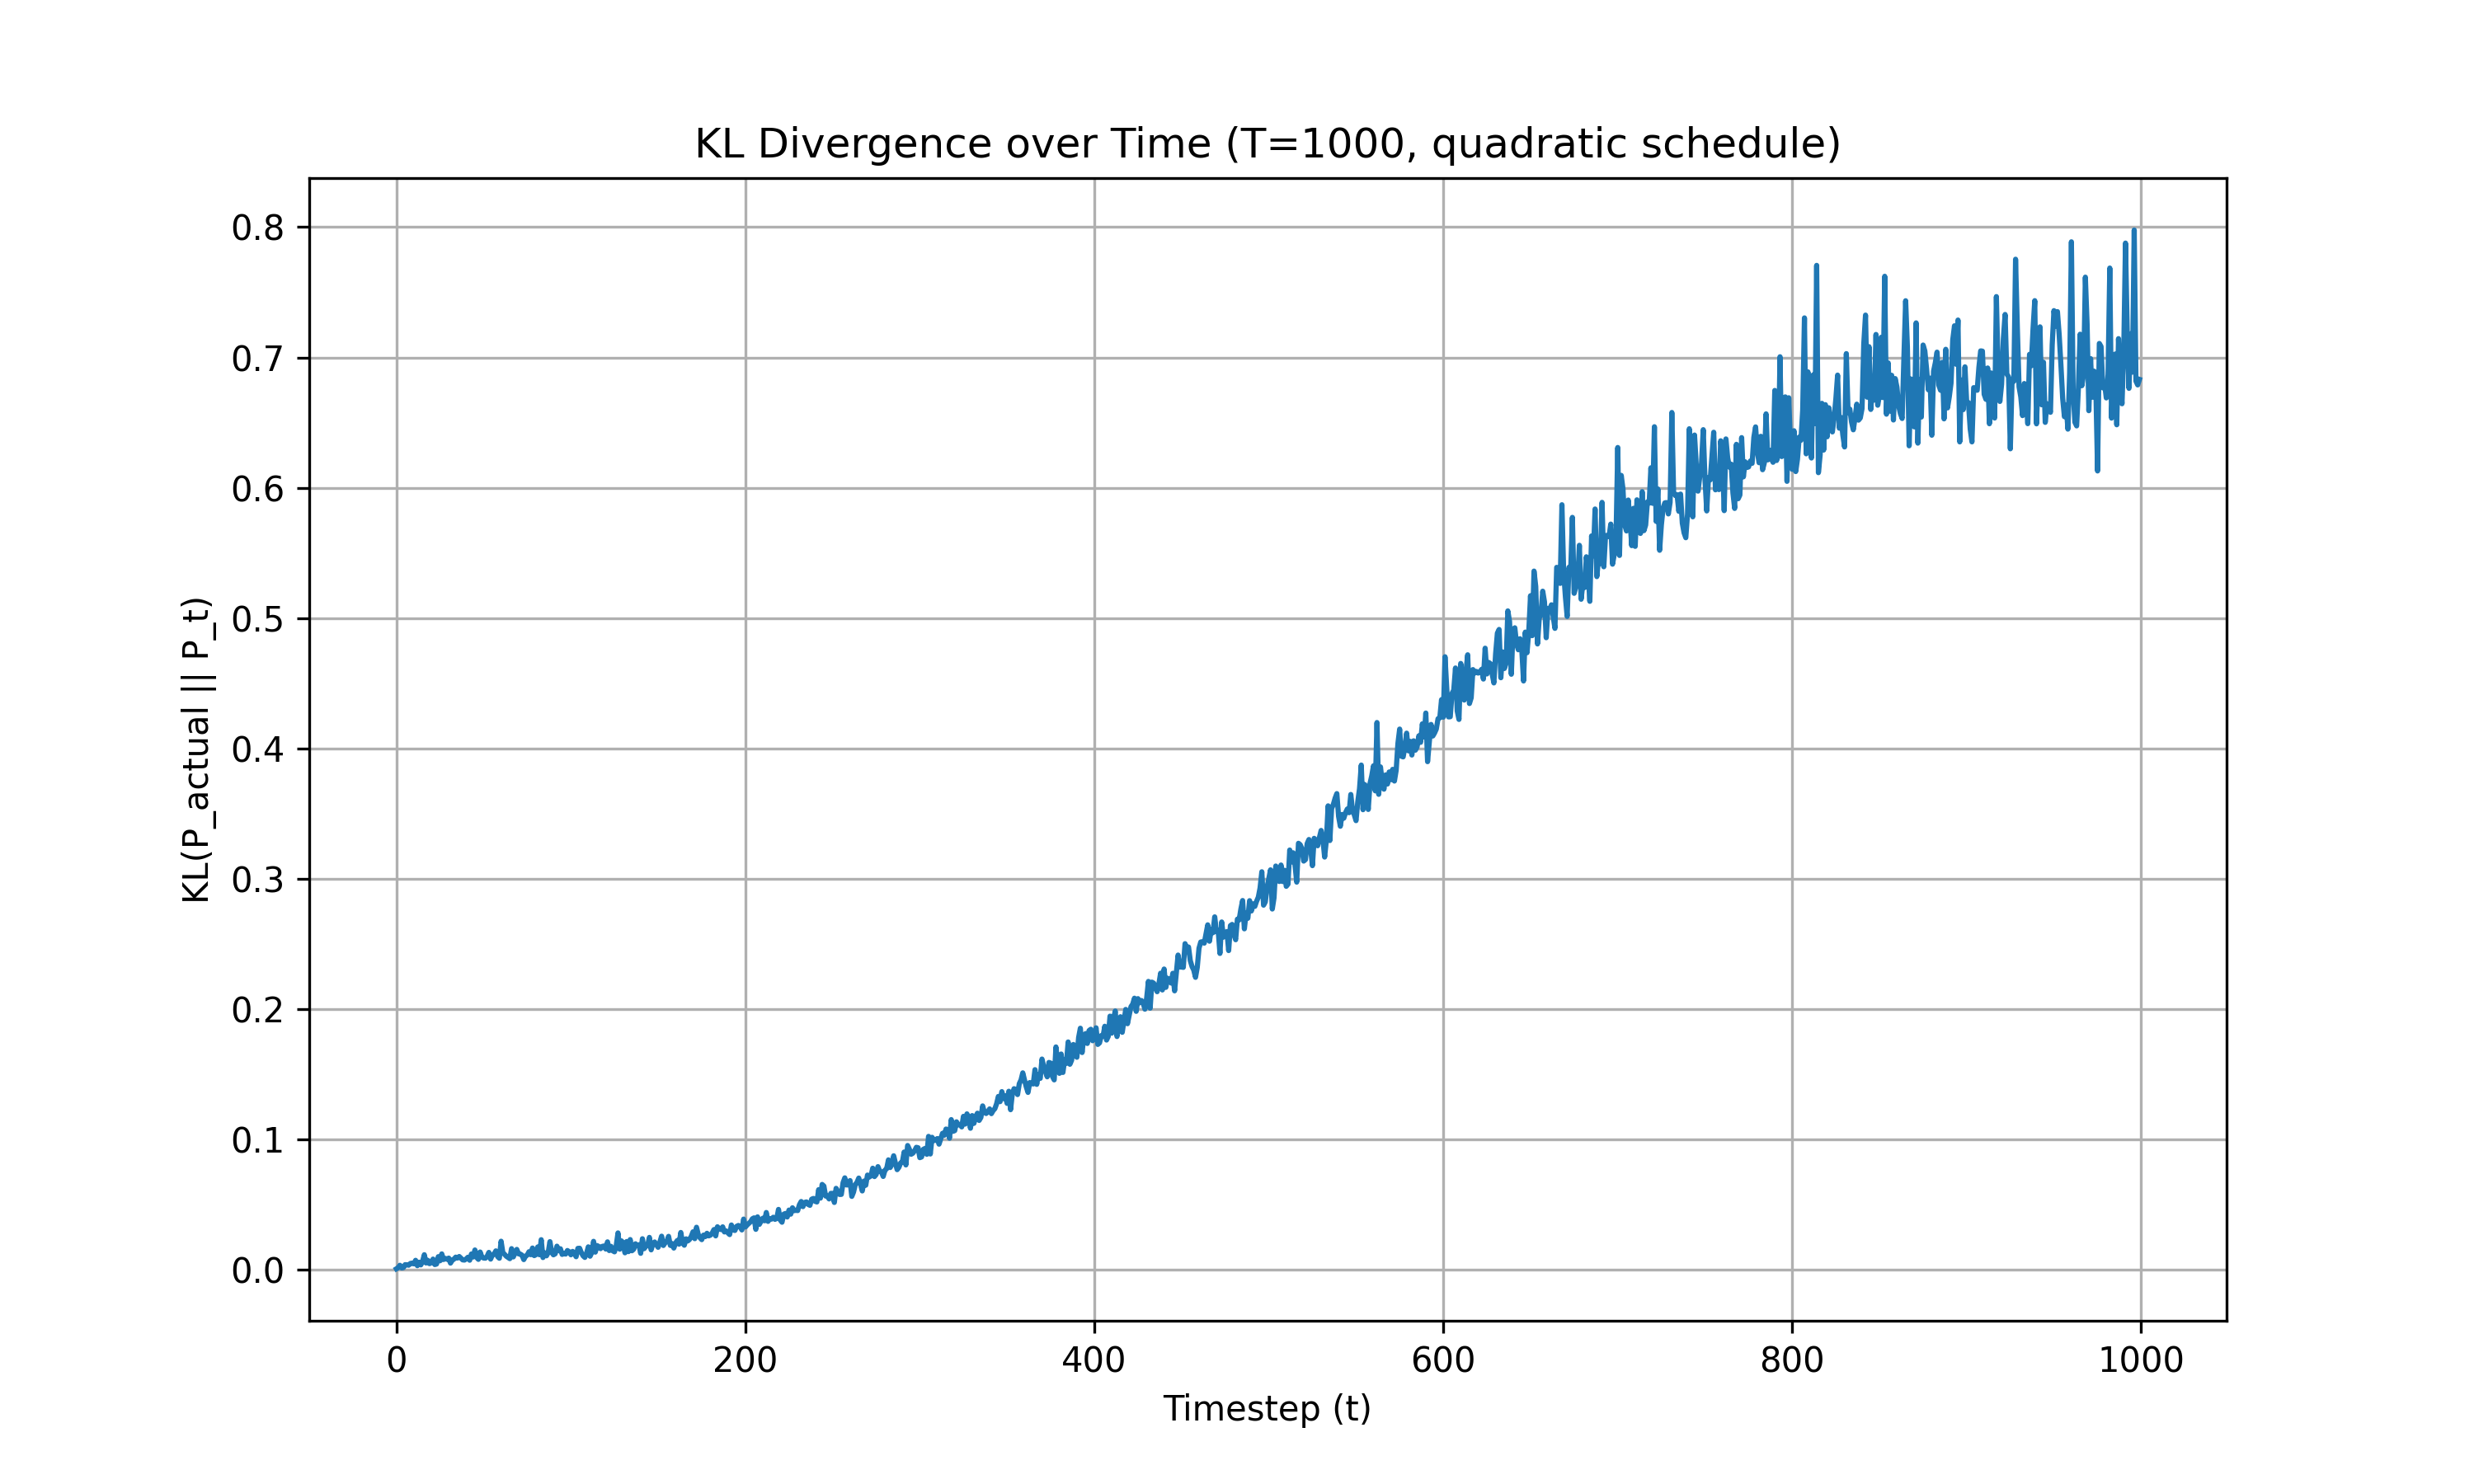 KL Divergence over Time (T=1000, quadratic schedule)
KL(P_actual || P_t)
0.8
0.7
0.6
0.5
0.4
0.3
0.2
0.1
0.0
0 200 400 600 800 1000
Timestep (t)